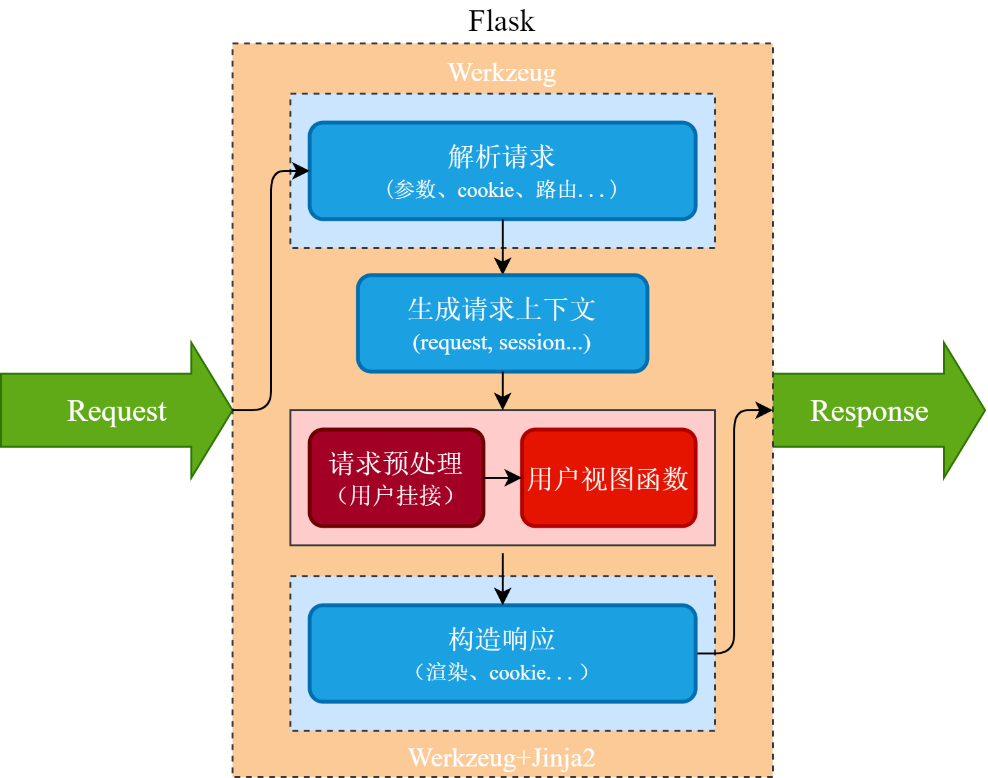 Flask
Werkzeug
解析请求
（参数、cookie、路由...）
生成请求上下文
(request, session...)
Request
Response
请求预处理
（用户挂接）
用户视图函数
构造响应
（渲染、cookie...）
Werkzeug+Jinja2